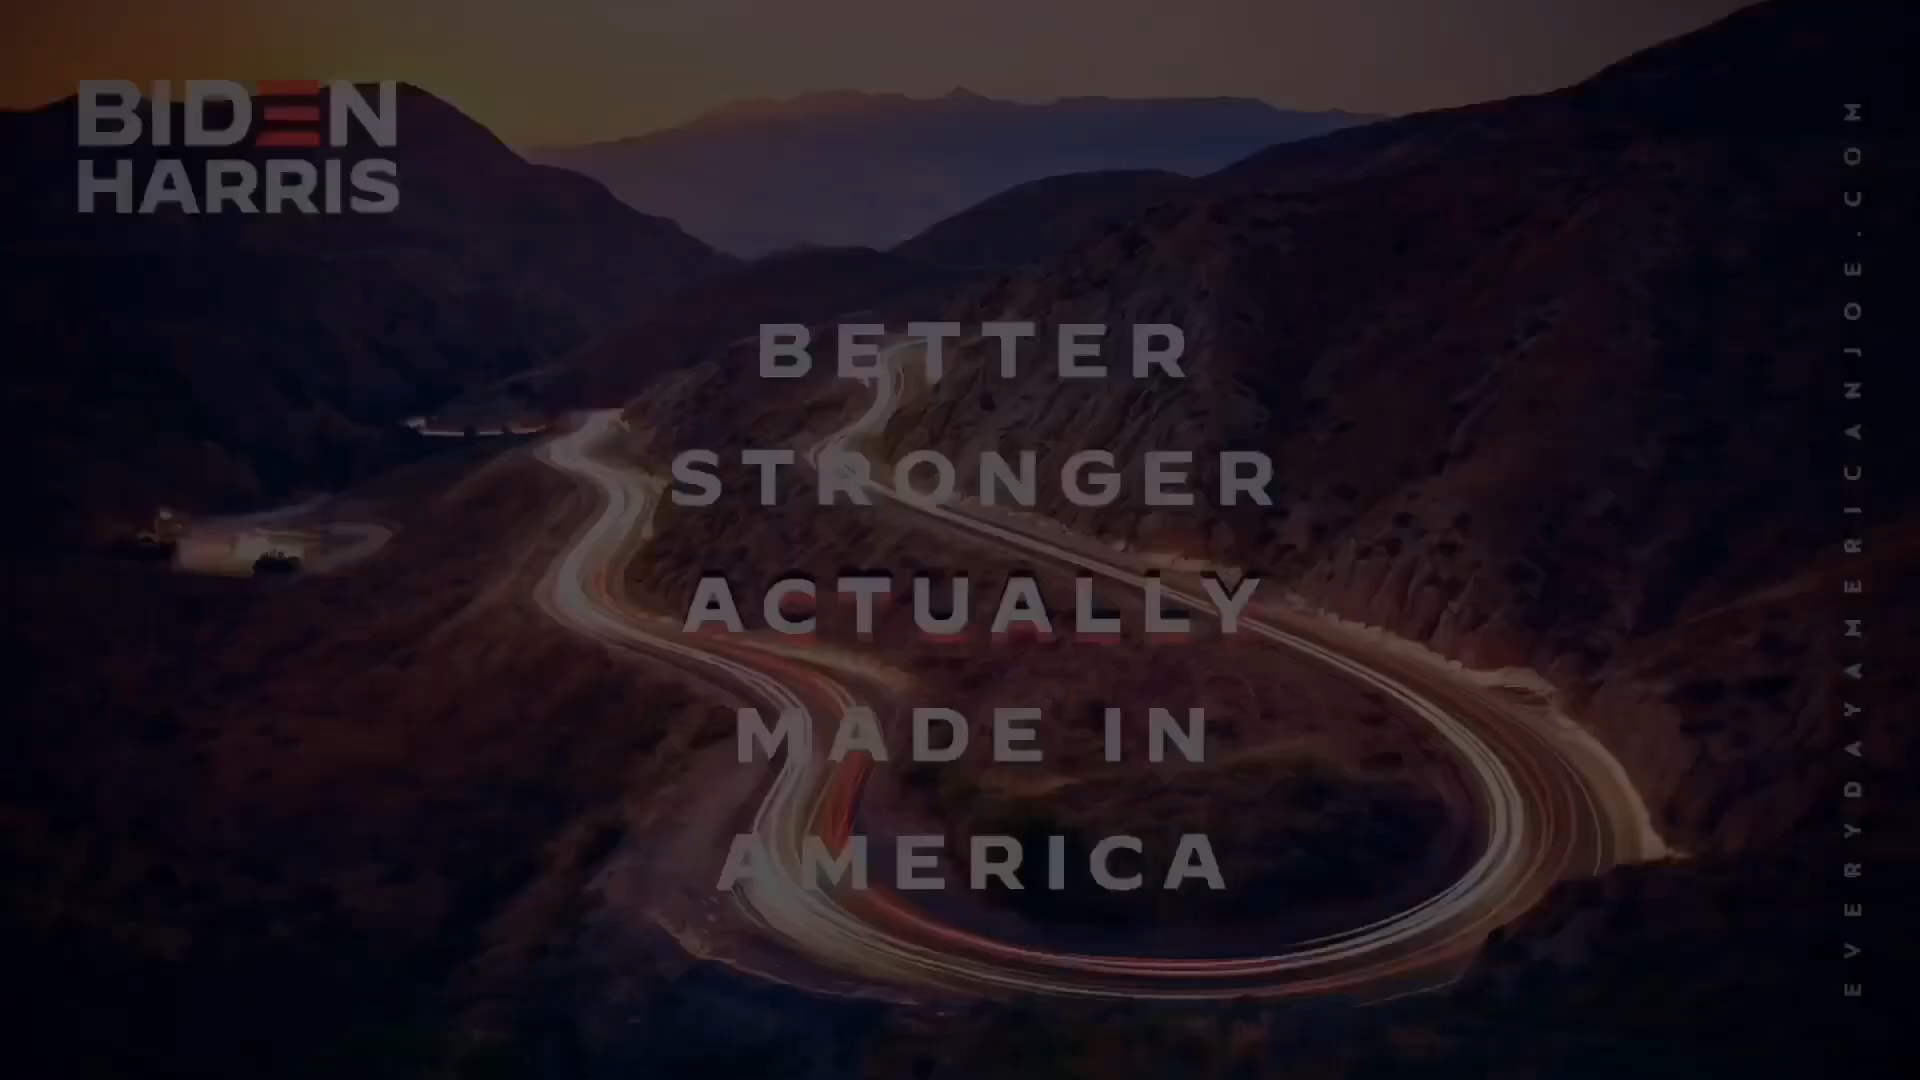 BIDEN
HARRIS
BETTER
STRONGER
ACTUALLY
MADE IN
AMERICA
EVERYDAYAMERICANJOE.COM